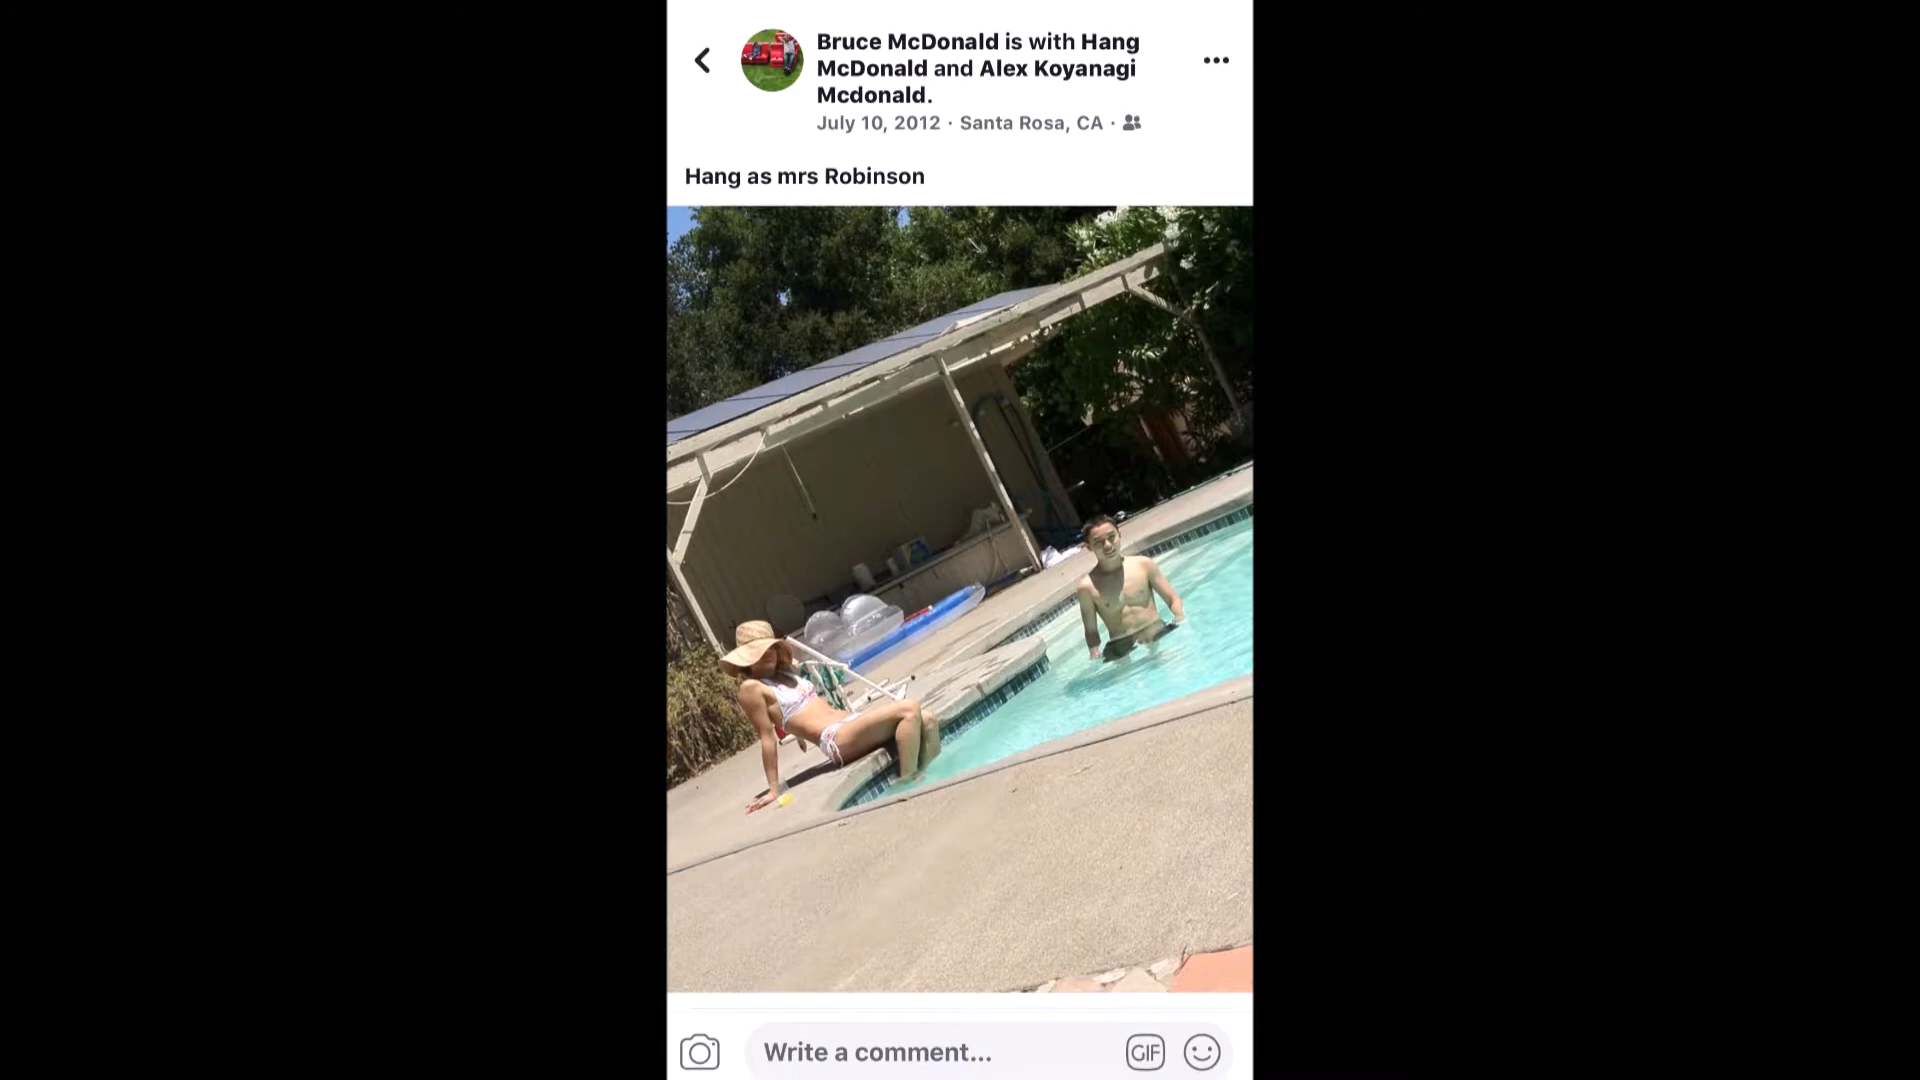 Bruce McDonald is with Hang
McDonald and Alex Koyanagi
Mcdonald.
July 10, 2012 · Santa Rosa, CA ·
Hang as mrs Robinson
Write a comment...
GIF